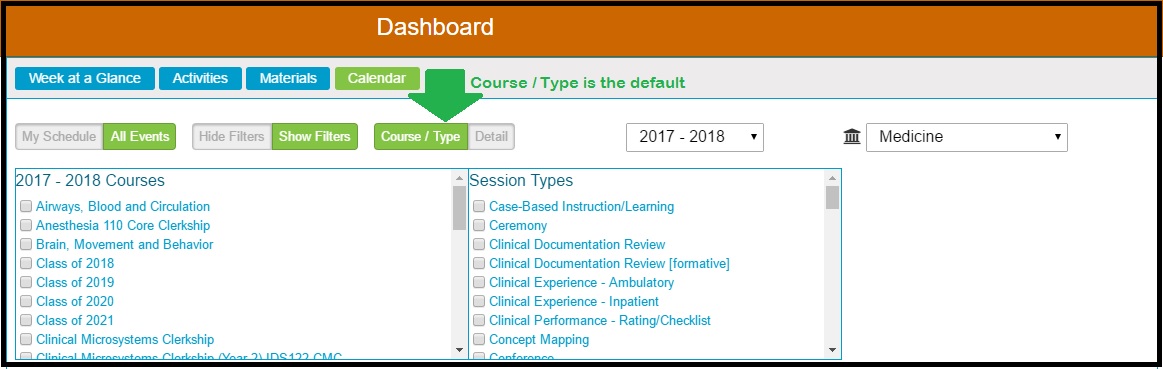 Dashboard
Week at a Glance Activities Materials Calendar Course / Type is the default
My Schedule All Events Hide Filters Show Filters Course / Type Detail 2017 - 2018 Medicine
2017 - 2018 Courses
Airways, Blood and Circulation
Anesthesia 110 Core Clerkship
Brain, Movement and Behavior
Class of 2018
Class of 2019
Class of 2020
Class of 2021
Clinical Microsystems Clerkship
Clinical Microsystems Clerkship (Year 2) IDS122 CMC
Session Types
Case-Based Instruction/Learning
Ceremony
Clinical Documentation Review
Clinical Documentation Review [formative]
Clinical Experience - Ambulatory
Clinical Experience - Inpatient
Clinical Performance - Rating/Checklist
Concept Mapping
Conference